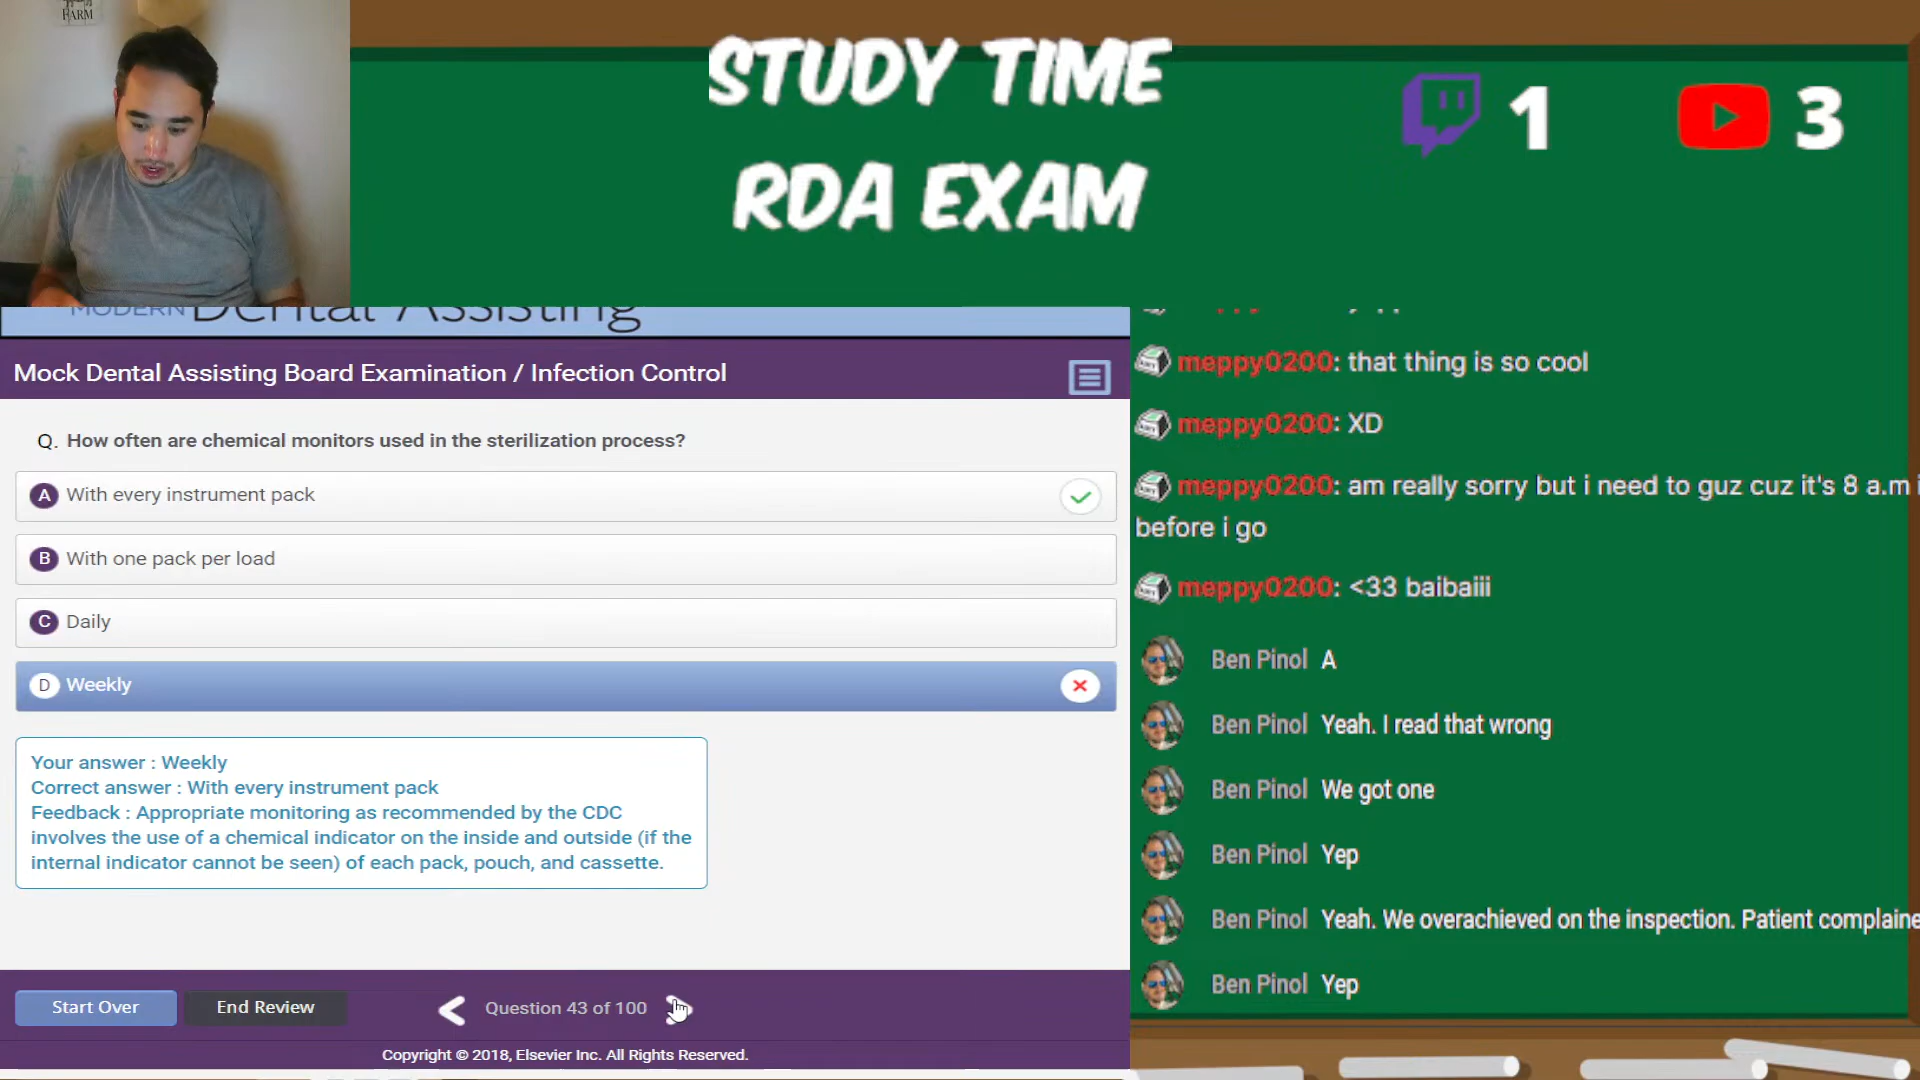 FARM
STUDY TIME
RDA EXAM
1
3
MODERN Dental Assisting
Mock Dental Assisting Board Examination / Infection Control
Q. How often are chemical monitors used in the sterilization process?
A With every instrument pack
B With one pack per load
C Daily
D Weekly
Your answer : Weekly
Correct answer : With every instrument pack
Feedback : Appropriate monitoring as recommended by the CDC
involves the use of a chemical indicator on the inside and outside (if the
internal indicator cannot be seen) of each pack, pouch, and cassette.
Start Over
End Review
Question 43 of 100
Copyright © 2018, Elsevier Inc. All Rights Reserved.
meppy0200: that thing is so cool
meppy0200: XD
meppy0200: am really sorry but i need to guz cuz it's 8 a.m i
before i go
meppy0200: <33 baibaiii
Ben Pinol A
Ben Pinol Yeah. I read that wrong
Ben Pinol We got one
Ben Pinol Yep
Ben Pinol Yeah. We overachieved on the inspection. Patient complaine
Ben Pinol Yep